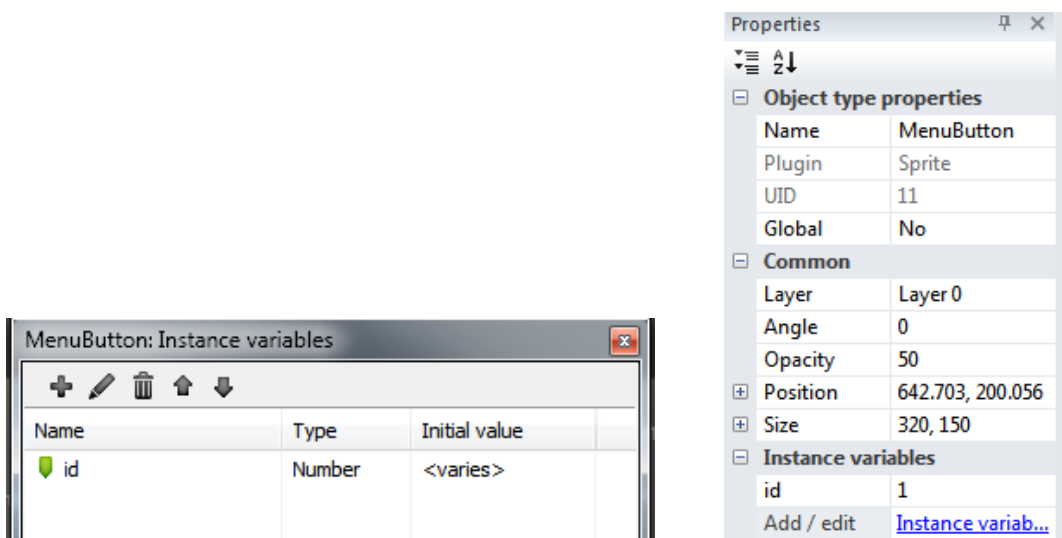 MenuButton: Instance variables
Name Type Initial value
id Number <varies>
Properties
Object type properties
Name MenuButton
Plugin Sprite
UID 11
Global No
Common
Layer Layer 0
Angle 0
Opacity 50
Position 642.703, 200.056
Size 320, 150
Instance variables
id 1
Add / edit Instance variab...